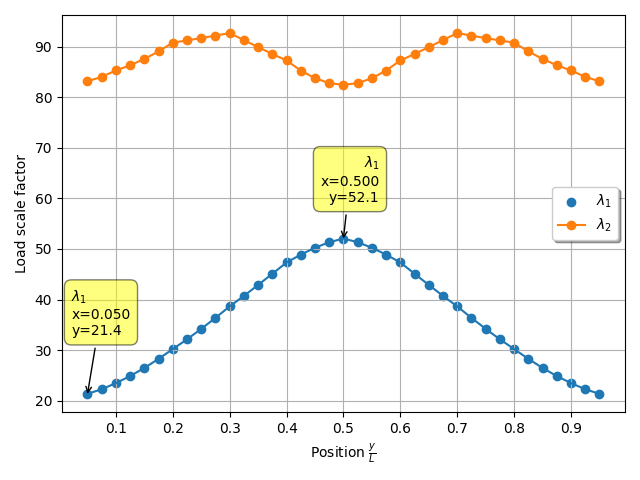 90
80
70
60
50
40
30
20
Load scale factor
λ₁
x=0.500
y=52.1
λ₁
x=0.050
y=21.4
λ₁
λ₂
0.1 0.2 0.3 0.4 0.5 0.6 0.7 0.8 0.9
Position y/L